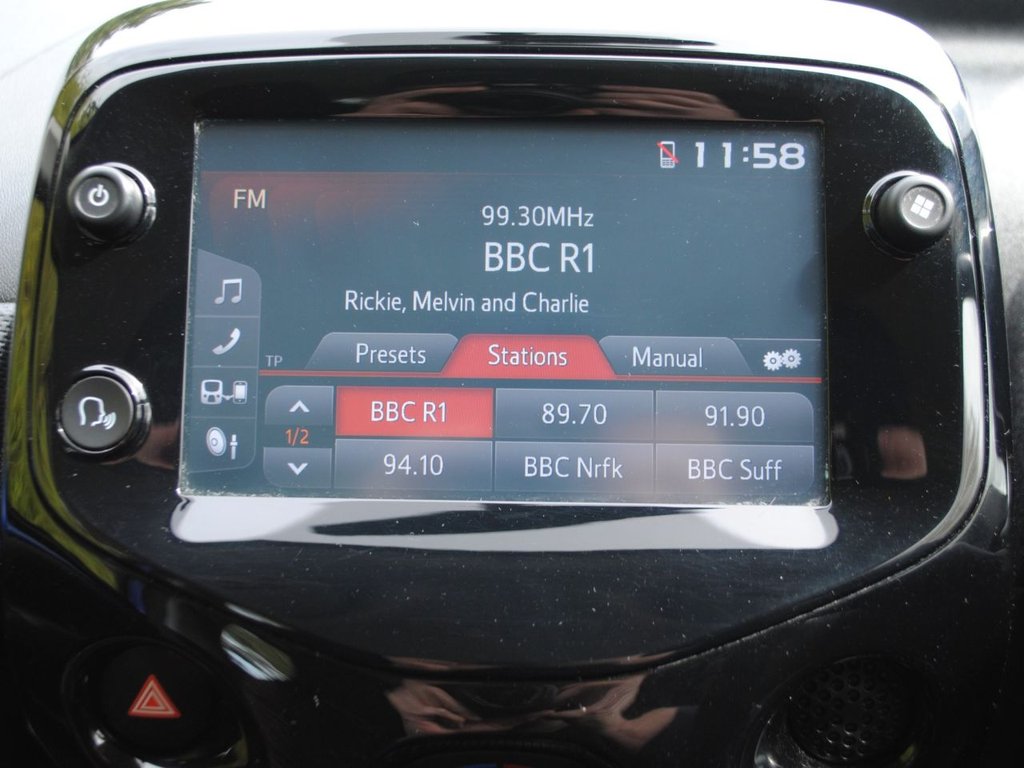 11:58
FM
99.30MHz
BBC R1
Rickie, Melvin and Charlie
TP
Presets Stations Manual
BBC R1 89.70 91.90
1/2
94.10 BBC Nrfk BBC Suff